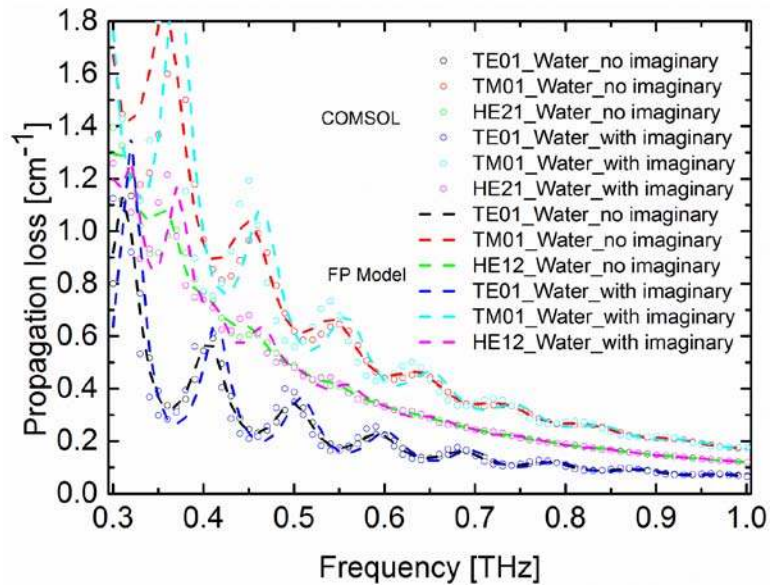 1.8
1.6
1.4
1.2
1.0
0.8
0.6
0.4
0.2
0.0
Propagation loss [cm⁻¹]
0.3 0.4 0.5 0.6 0.7 0.8 0.9 1.0
Frequency [THz]
COMSOL
TE01_Water_no imaginary
TM01_Water_no imaginary
HE21_Water_no imaginary
TE01_Water_with imaginary
TM01_Water_with imaginary
HE21_Water_with imaginary
FP Model
TE01_Water_no imaginary
TM01_Water_no imaginary
HE12_Water_no imaginary
TE01_Water_with imaginary
TM01_Water_with imaginary
HE12_Water_with imaginary